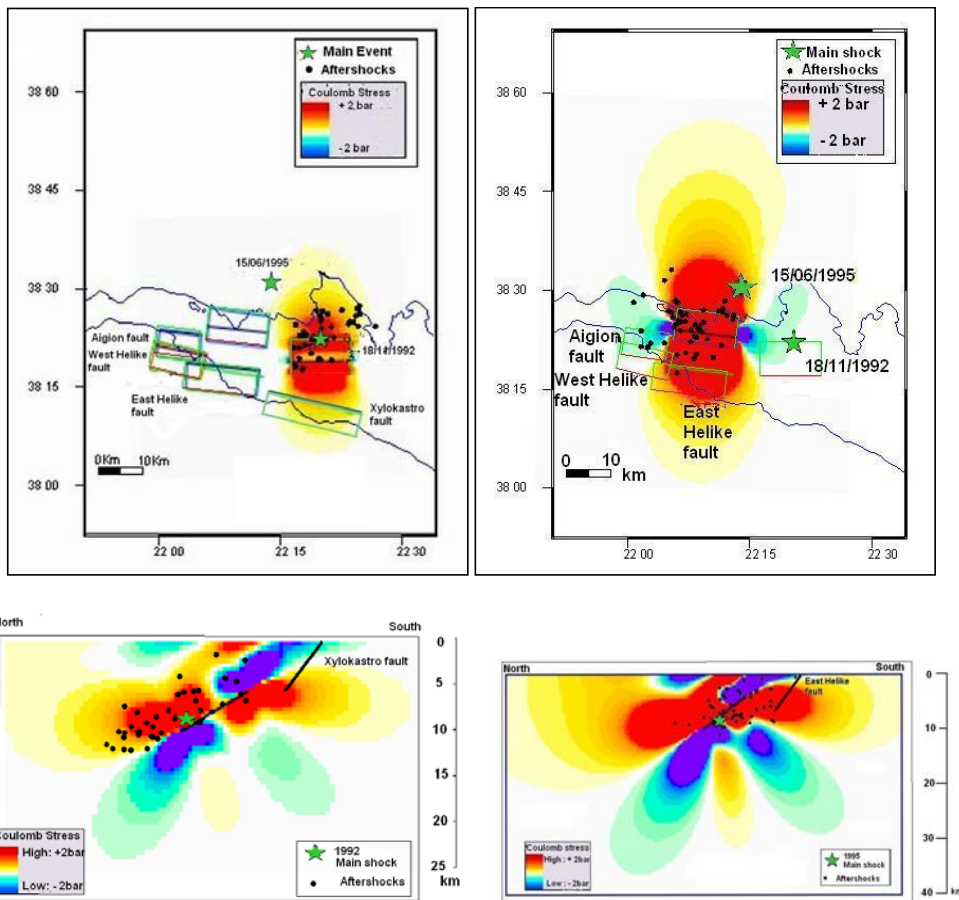 Main Event
Aftershocks
Coulomb Stress
+ 2 bar
- 2 bar
38 60
38 45
38 30
38 15
38 00
15/06/1995
18/11/1992
Aigion fault
West Helike
fault
East Helike
fault
Xylokastro
fault
0Km 10Km
22 00 22 15 22 30
Main shock
Aftershocks
Coulomb Stress
+ 2 bar
- 2 bar
38 60
38 45
38 30
38 15
38 00
15/06/1995
18/11/1992
Aigion
fault
West Helike
fault
East
Helike
fault
0 10
km
22 00 22 15 22 30
North South
Xylokastro fault
0
5
10
15
20
25
km
Coulomb Stress
High: +2bar
Low: -2bar
1992
Main shock
Aftershocks
North South
East Helike
fault
0
10
20
30
40
Coulomb stress
High : +2bar
Low : -2bar
1995
Main shock
Aftershocks